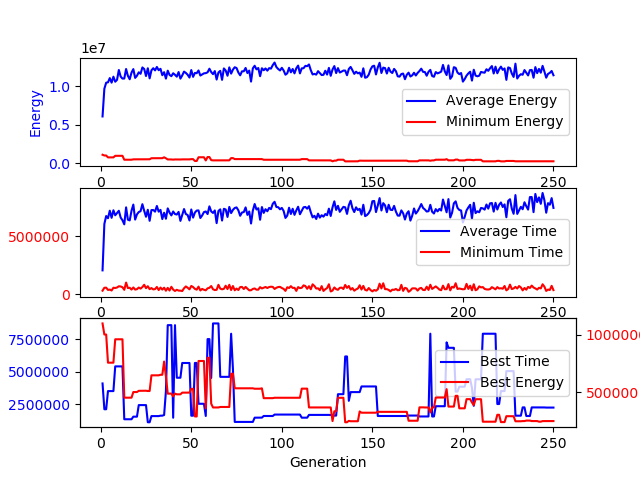 1e7
1.0
0.5
0.0
Energy
Average Energy
Minimum Energy
0 50 100 150 200 250
5000000
0
Average Time
Minimum Time
0 50 100 150 200 250
7500000
5000000
2500000
1000000
500000
Best Time
Best Energy
0 50 100 150 200 250
Generation